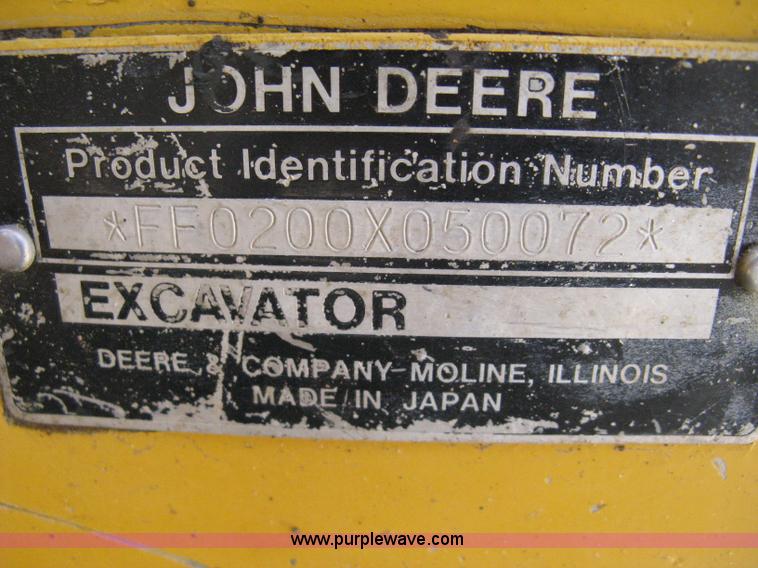 JOHN DEERE
Product Identification Number
*FF0200X050072*
EXCAVATOR
DEERE & COMPANY MOLINE, ILLINOIS
MADE IN JAPAN
www.purplewave.com